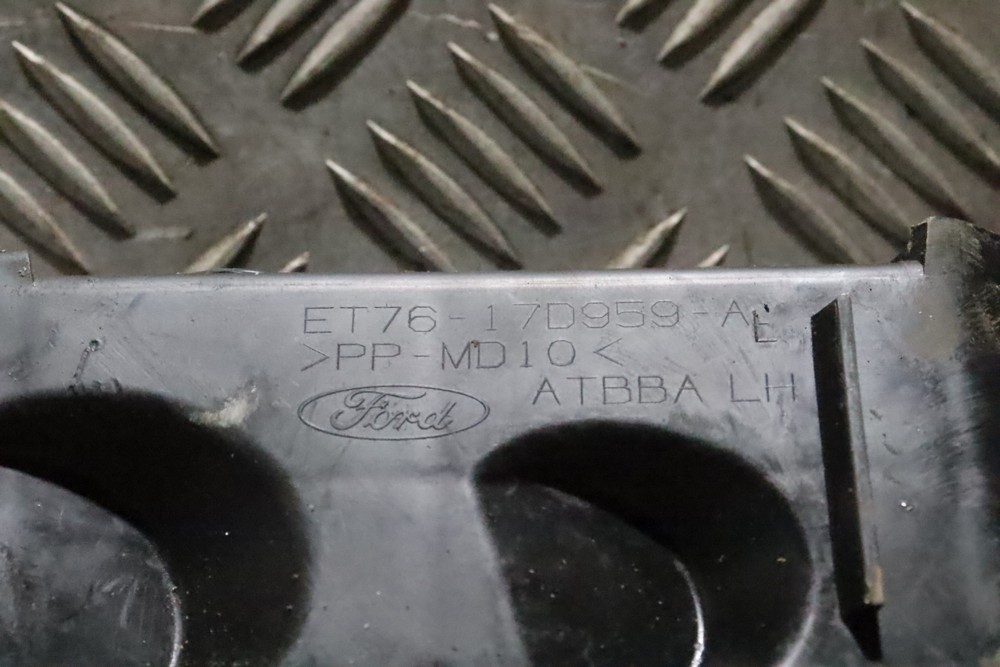 ET76-17D959-AE
>PP-MD10<
Ford ATBBA LH